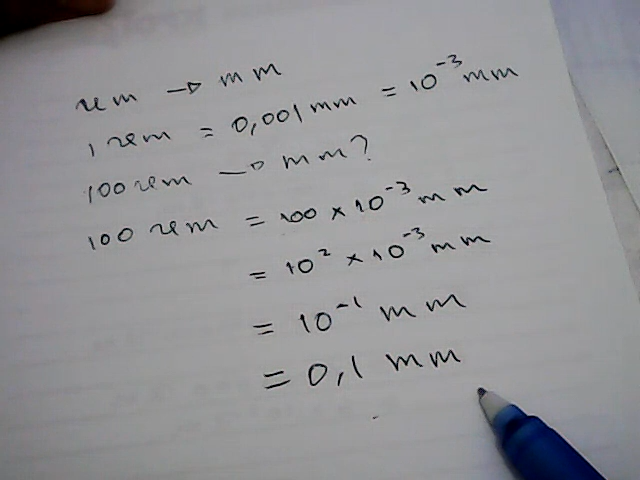 μm → mm
1 μm = 0,001 mm = 10⁻³ mm
100 μm → mm?
100 μm = 100 × 10⁻³ mm
= 10² × 10⁻³ mm
= 10⁻¹ mm
= 0,1 mm